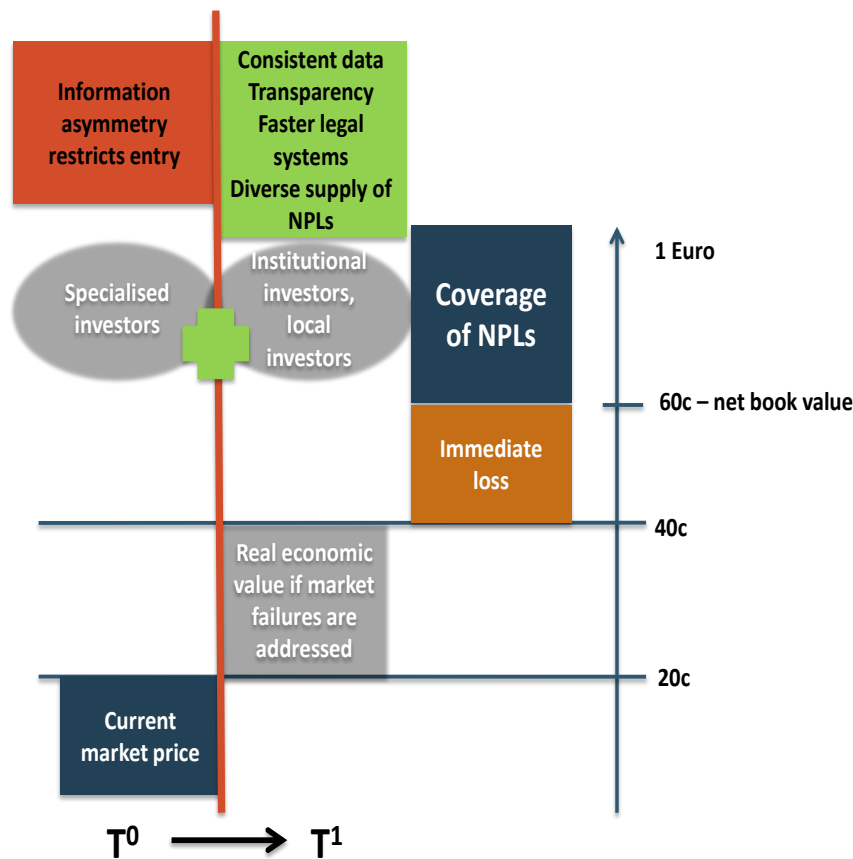 Information
asymmetry
restricts entry
Consistent data
Transparency
Faster legal
systems
Diverse supply of
NPLs
Specialised
investors
Institutional
investors,
local
investors
Coverage
of NPLs
1 Euro
60c – net book value
Immediate
loss
40c
Real economic
value if market
failures are
addressed
20c
Current
market price
T⁰
T¹